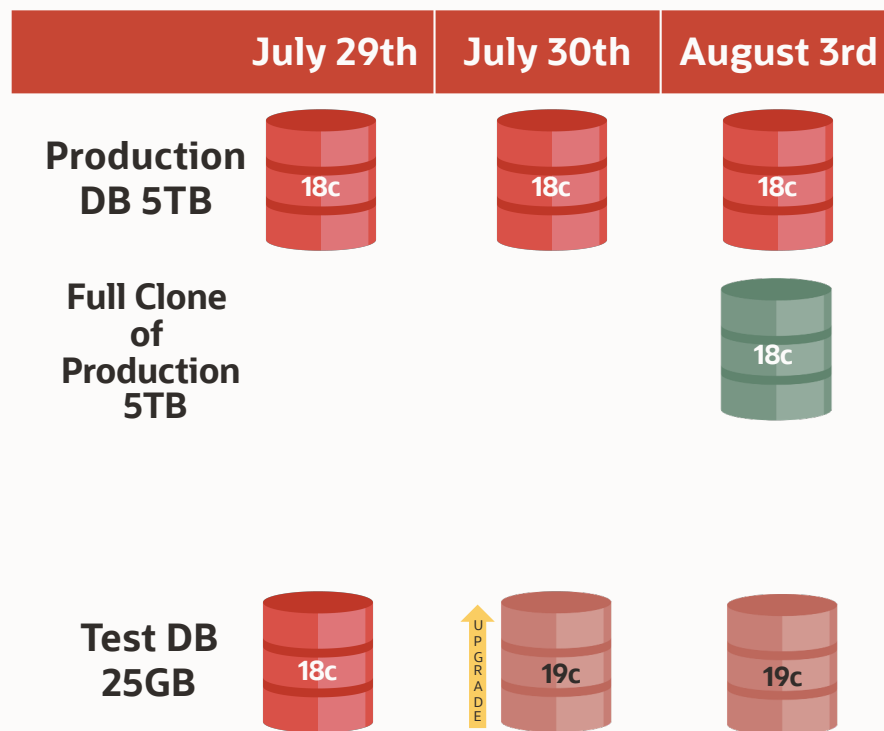 July 29th
July 30th
August 3rd
Production
DB 5TB
18c
18c
18c
Full Clone
of
Production
5TB
18c
Test DB
25GB
18c
UPGRADE
19c
19c